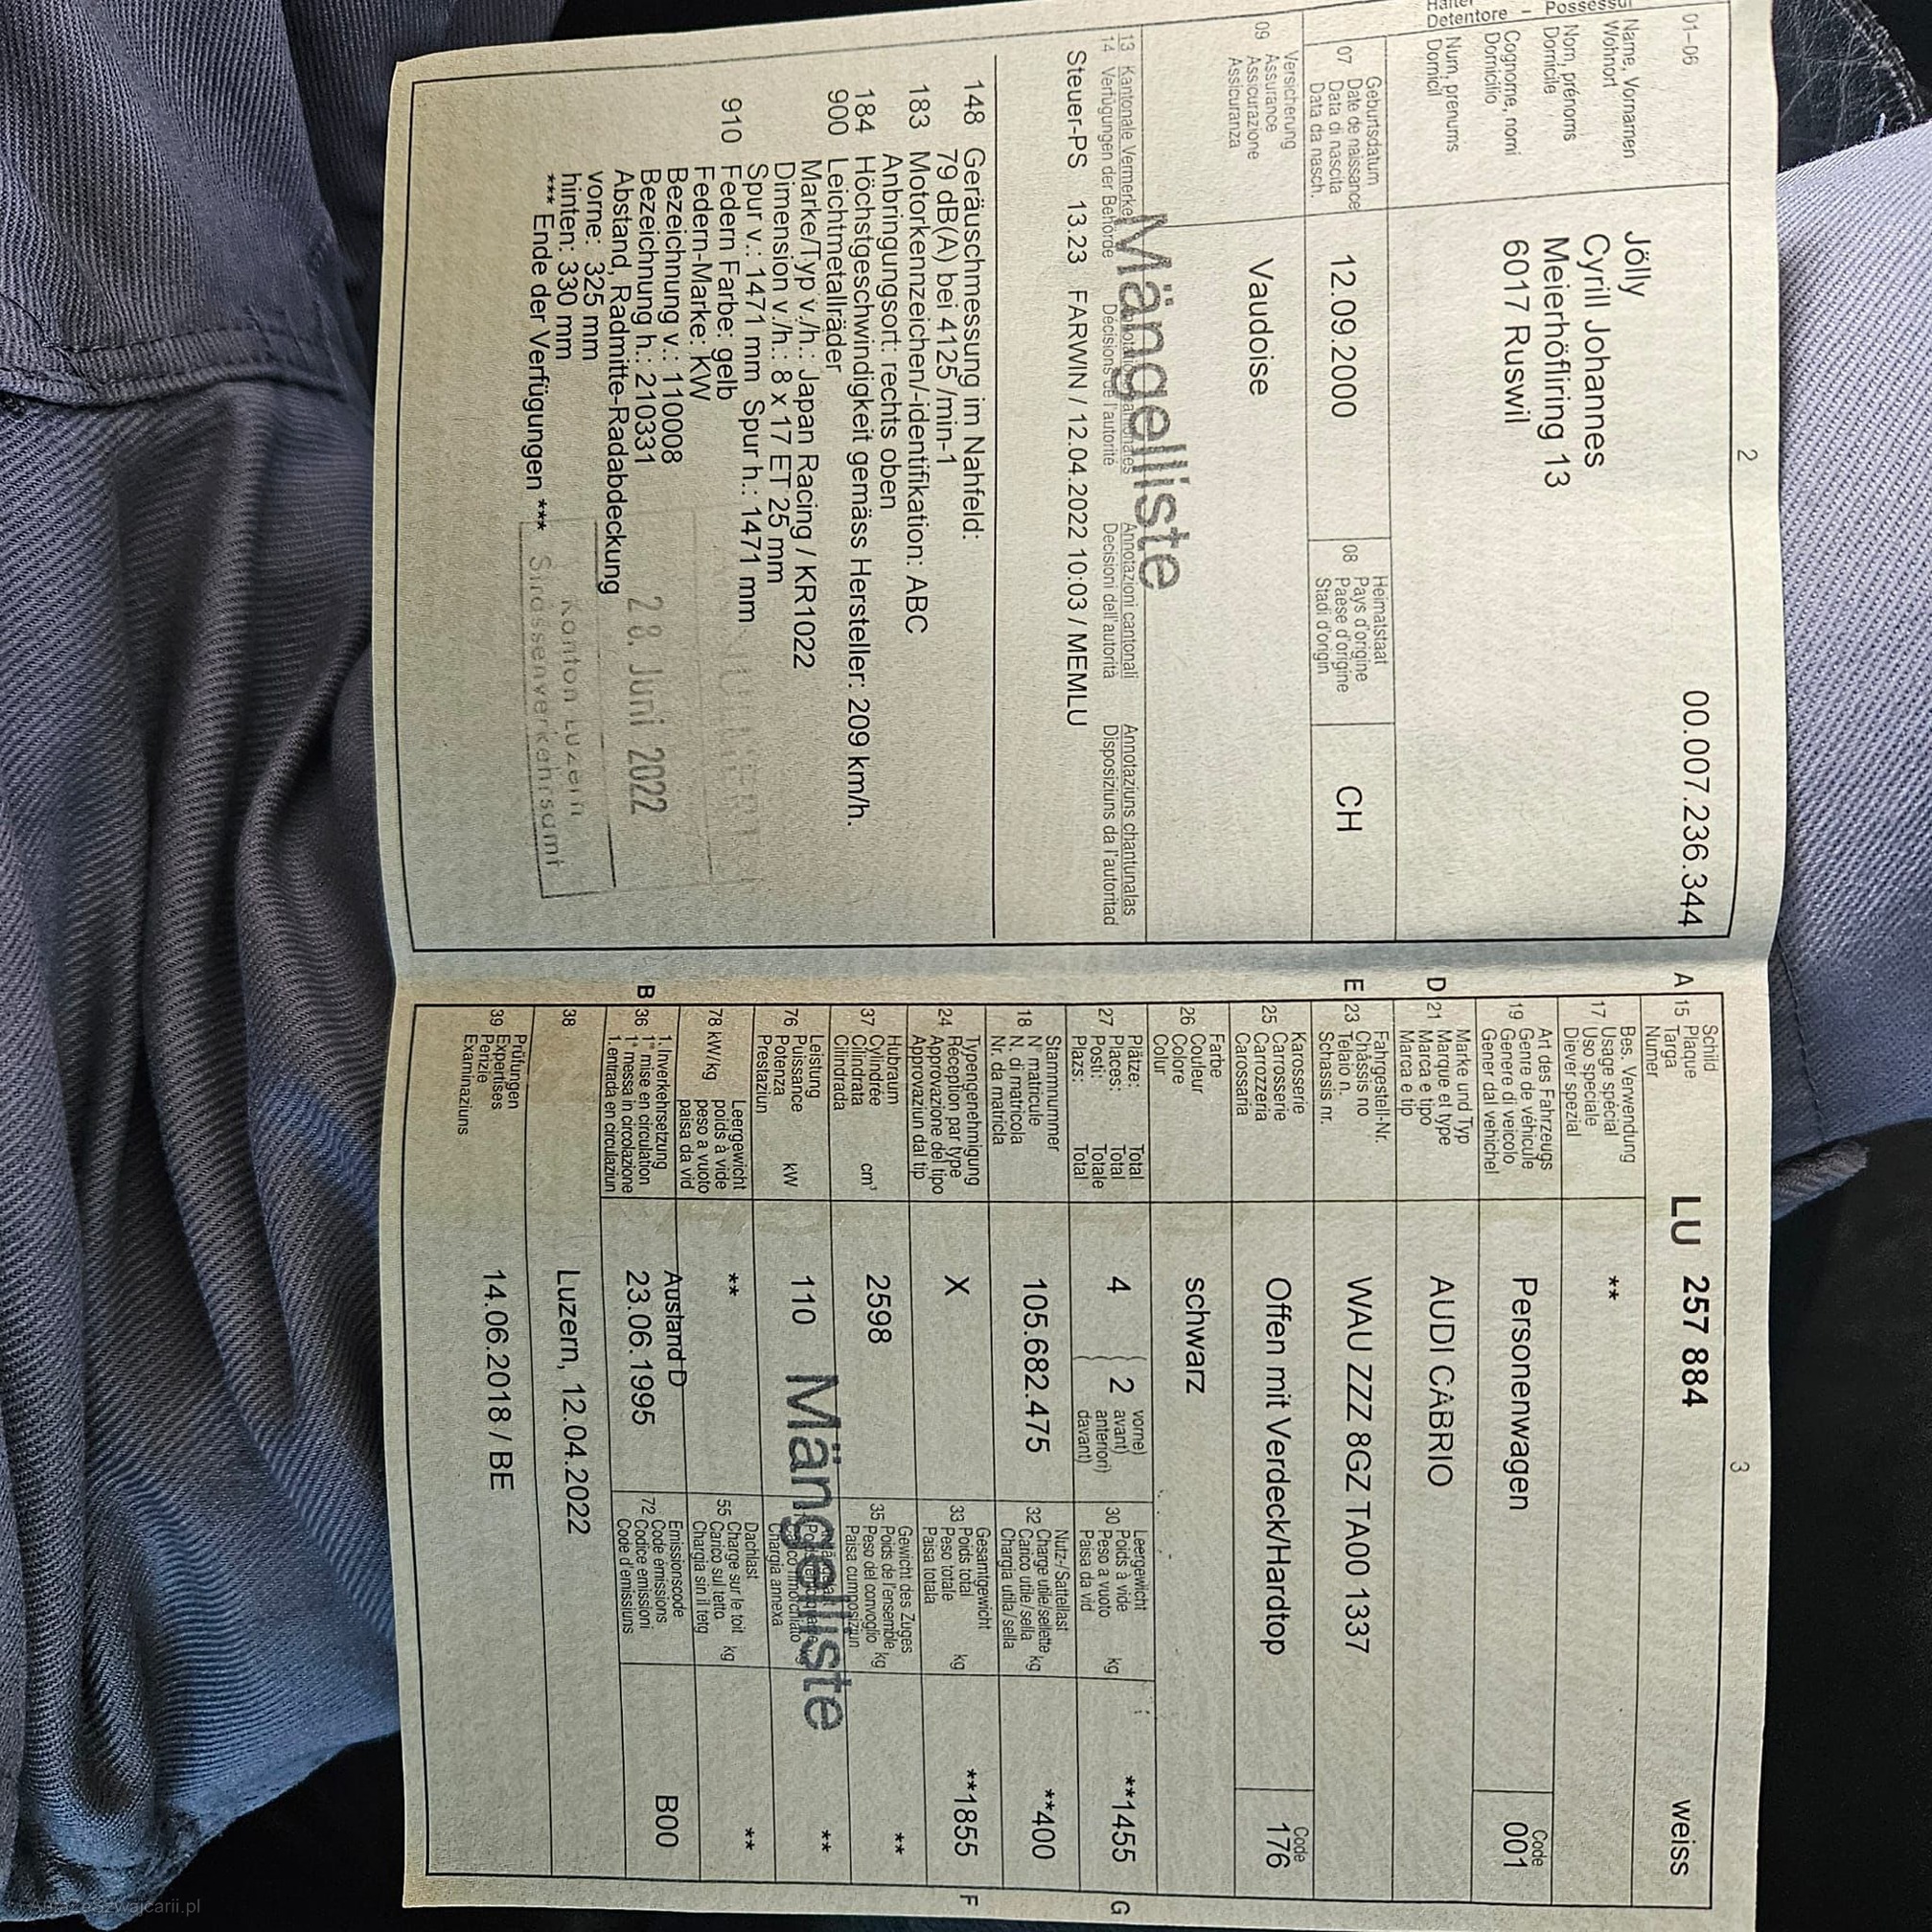 2
00.007.236.344
01-06
Halter
Detentore - Possessur
Name, Vornamen
Wohnort
Nom, prénoms
Domicile
Cognome, nomi
Domicilio
Num, prenums
Domicil
Jölly
Cyrill Johannes
Meierhöfliring 13
6017 Ruswil
Geburtsdatum
07 Date de naissance
Data di nascita
Data da nasch.
12.09.2000
Heimatstaat
08 Pays d'origine
Paese d'origine
Stadi d'origin
CH
Versicherung
09 Assurance
Assicurazione
Assicuranza
Vaudoise
Mängelliste
13 Kantonale Vermerke Annotazioni cantonali Annotaziuns chantunalas
14 Verfügungen der Behörde Décisions de l'autorité Decisioni dell'autorità Disposiziuns da l'autoritad
Steuer-PS 13.23 FARWIN / 12.04.2022 10:03 / MEMLU
148 Geräuschmessung im Nahfeld:
79 dB(A) bei 4125 /min-1
183 Motorkennzeichen/-identifikation: ABC
Anbringungsort: rechts oben
184 Höchstgeschwindigkeit gemäss Hersteller: 209 km/h.
900 Leichtmetallräder
Marke/Typ v./h.: Japan Racing / KR1022
Dimension v./h.: 8 x 17 ET 25 mm
Spur v.: 1471 mm Spur h.: 1471 mm
910 Federn Farbe: gelb
Federn-Marke: KW
Bezeichnung v.: 110008
Bezeichnung h.: 210331
Abstand, Radmitte-Radabdeckung
vorne: 325 mm
hinten: 330 mm
*** Ende der Verfügungen ***
28. Juni 2022
Kanton Luzern
Strassenverkehrsamt
3
Schild
A 15 Plaque
Targa
Numer
LU 257 884 weiss
Bes. Verwendung
17 Usage spécial
Uso speciale
Diever spezial
**
Art des Fahrzeugs
19 Genre de véhicule
Genere di veicolo
Gener dal vehichel
Personenwagen
Code
001
Marke und Typ
D 21 Marque et type
Marca e tipo
Marca e tip
AUDI CABRIO
Fahrgestell-Nr.
E 23 Châssis no
Telaio n.
Schassis nr.
WAU ZZZ 8GZ TA00 1337
Karosserie
25 Carrosserie
Carozzeria
Carossaria
Offen mit Verdeck/Hardtop
Code
176
Farbe
26 Couleur
Colore
Colur
schwarz
Plätze: Total
27 Places: Total
Posti: Totale
Plazs: Total
4
2
vorne)
avant)
anteriori)
davant)
Leergewicht
30 Poids à vide
Peso a vuoto kg
Paisa da vid
**1455 G
Stammnummer
18 N° matricule
N. di matricola
Nr. da matricla
105.682.475
Nutz-/Sattellast
32 Charge utile/sellette kg
Carico utile/sella
Chargia utila/sella
**400
Typengenehmigung
24 Réception par type
Approvazione del tipo
Approvaziun dal tip
X
Gesamtgewicht
33 Poids total
Peso totale kg
Paisa totala
**1855 F
Hubraum
37 Cylindrée
Cilindrata cm³
Cilindrada
2598
Gewicht des Zuges
35 Poids de l'ensemble kg
Peso del convoglio
Paisa cumposiziun
**
Leistung
76 Puissance kW
Potenza
Prestaziun
110
Mängelliste
Chargia annexa
**
Leergewicht
78 kW/kg poids à vide
peso a vuoto
paisa da vid
**
Dachlast
55 Charge sur le toit kg
Carico sul tetto
Chargia sin il tetg
**
1. Inverkehrsetzung
B 36 1re mise en circulation
1a messa in circolazione
1. entrada en circulaziun
Ausland D
23.06.1995
Emissionscode
72 Code émissions
Codice emissioni
Code d'emissiuns
B00
38
Luzern, 12.04.2022
Prüfungen
39 Expertises
Perizie
Examinaziuns
14.06.2018 / BE